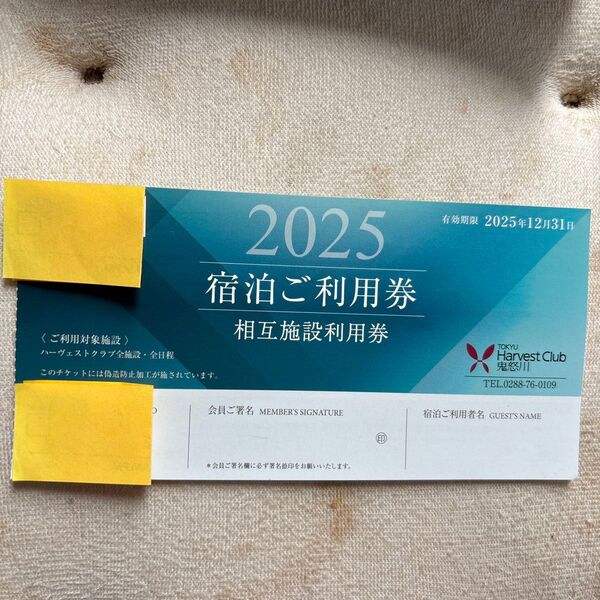 2025
有効期限 2025年12月31日
宿泊ご利用券
相互施設利用券
〈ご利用対象施設〉
ハーヴェストクラブ全施設・全日程
このチケットには偽造防止加工が施されています。
TOKYU
Harvest Club
鬼怒川
TEL.0288-76-0109
会員ご署名 MEMBER'S SIGNATURE
宿泊ご利用者名 GUEST'S NAME
印
*会員ご署名欄に必ず署名捺印をお願いいたします。